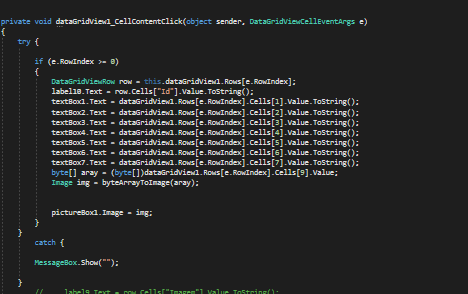 private void dataGridView1_CellContentClick(object sender, DataGridViewCellEventArgs e)
{
try {
if (e.RowIndex >= 0)
{
DataGridViewRow row = this.dataGridView1.Rows[e.RowIndex];
label10.Text = row.Cells["Id"].Value.ToString();
textBox1.Text = dataGridView1.Rows[e.RowIndex].Cells[1].Value.ToString();
textBox2.Text = dataGridView1.Rows[e.RowIndex].Cells[2].Value.ToString();
textBox3.Text = dataGridView1.Rows[e.RowIndex].Cells[3].Value.ToString();
textBox4.Text = dataGridView1.Rows[e.RowIndex].Cells[4].Value.ToString();
textBox5.Text = dataGridView1.Rows[e.RowIndex].Cells[5].Value.ToString();
textBox6.Text = dataGridView1.Rows[e.RowIndex].Cells[6].Value.ToString();
textBox7.Text = dataGridView1.Rows[e.RowIndex].Cells[7].Value.ToString();
byte[] aray = (byte[])dataGridView1.Rows[e.RowIndex].Cells[9].Value;
Image img = byteArrayToImage(aray);
pictureBox1.Image = img;
}
}
catch {
MessageBox.Show("");
}
// label9.Text = row.Cells["Imagem"].Value.ToString();